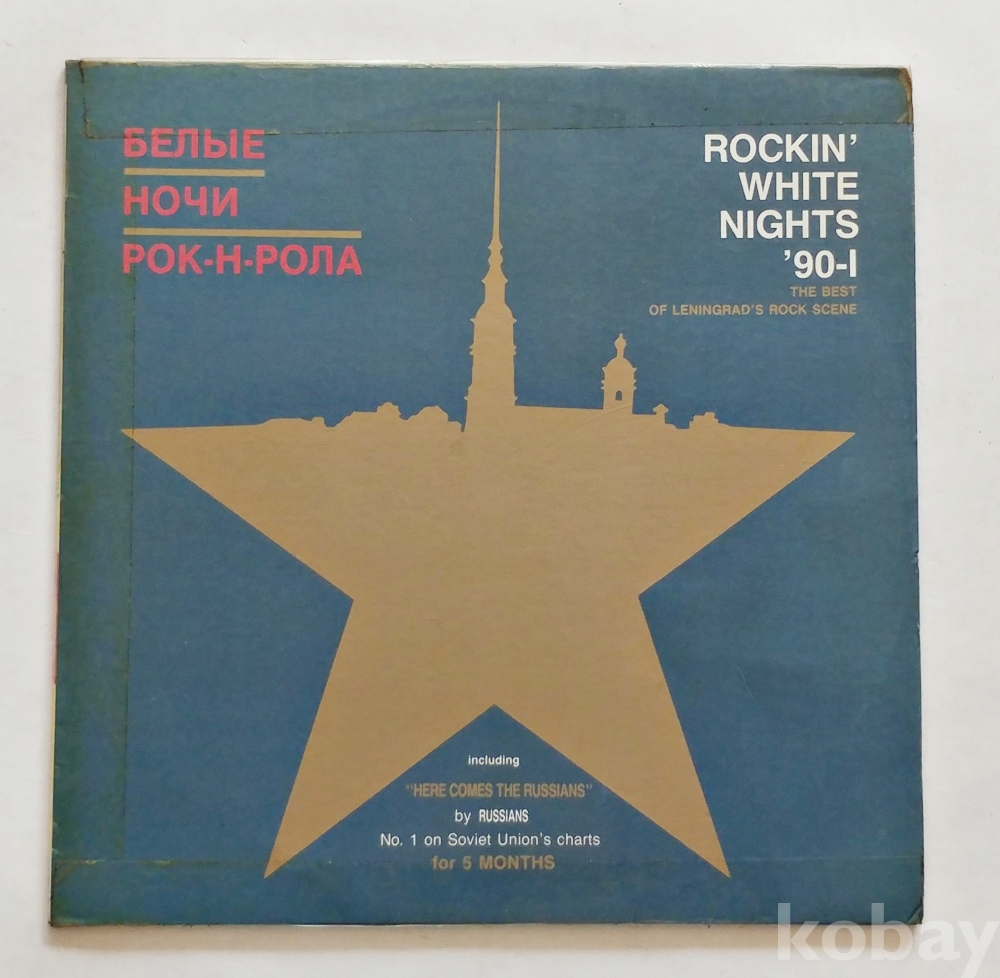 БЕЛЫЕ
НОЧИ
РОК-Н-РОЛА
ROCKIN'
WHITE
NIGHTS
'90-I
THE BEST
OF LENINGRAD'S ROCK SCENE
including
"HERE COMES THE RUSSIANS"
by RUSSIANS
No. 1 on Soviet Union's charts
for 5 MONTHS
kobay